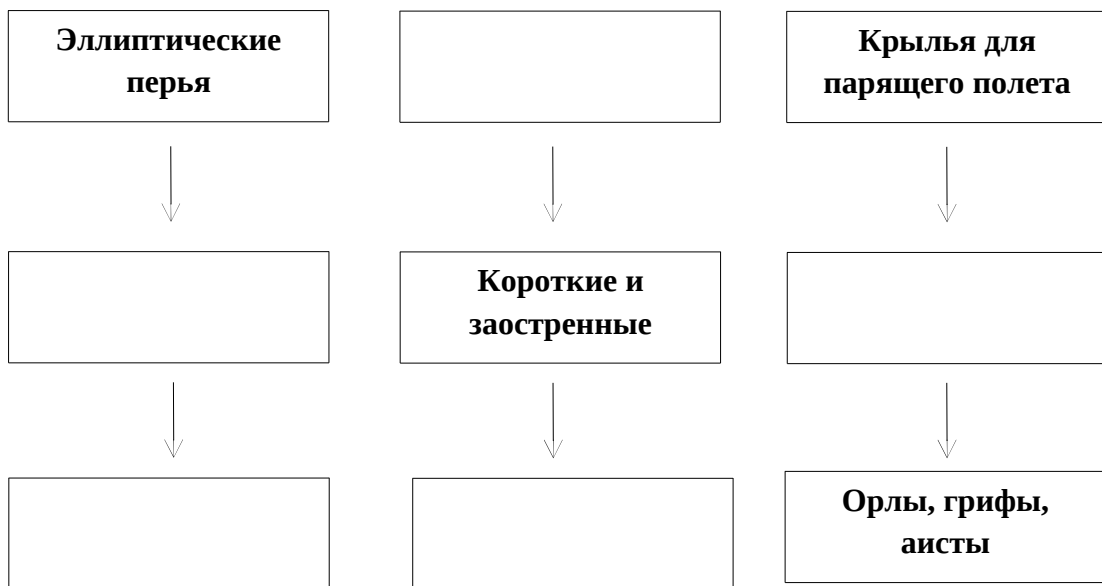 Эллиптические
перья
Крылья для
парящего полета
Короткие и
заостренные
Орлы, грифы,
аисты